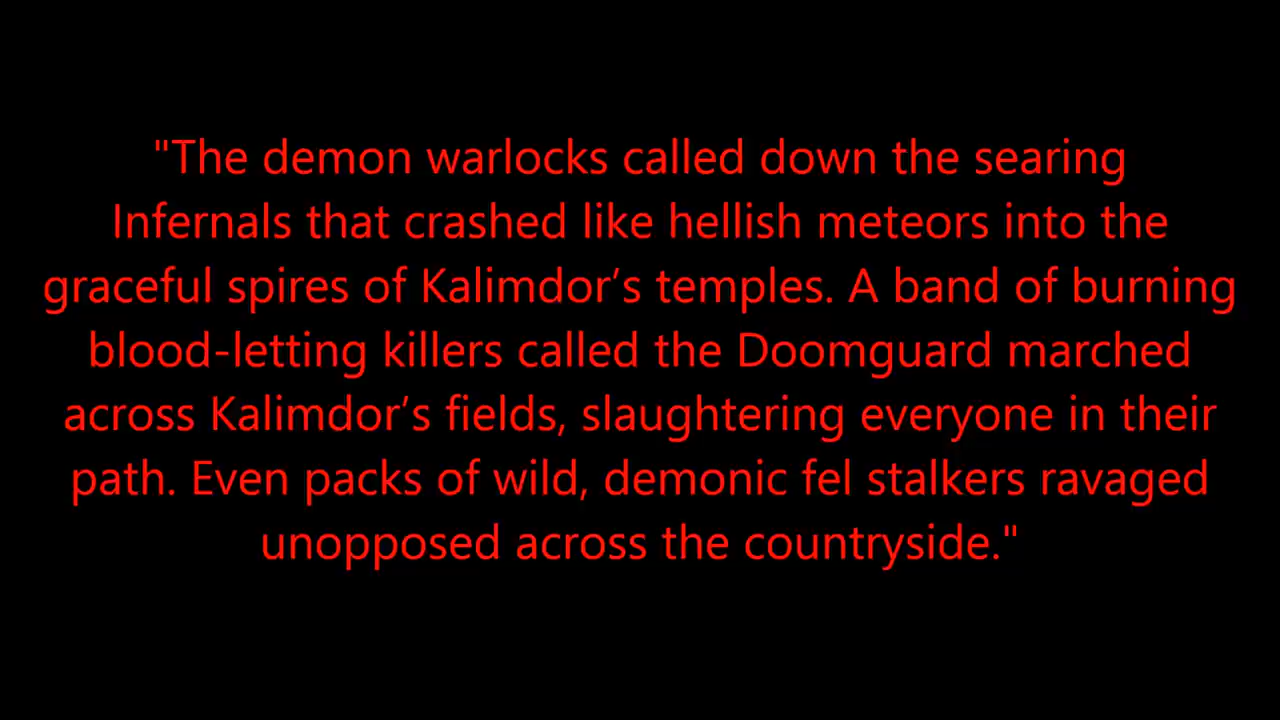 "The demon warlocks called down the searing
Infernals that crashed like hellish meteors into the
graceful spires of Kalimdor’s temples. A band of burning
blood-letting killers called the Doomguard marched
across Kalimdor’s fields, slaughtering everyone in their
path. Even packs of wild, demonic fel stalkers ravaged
unopposed across the countryside."